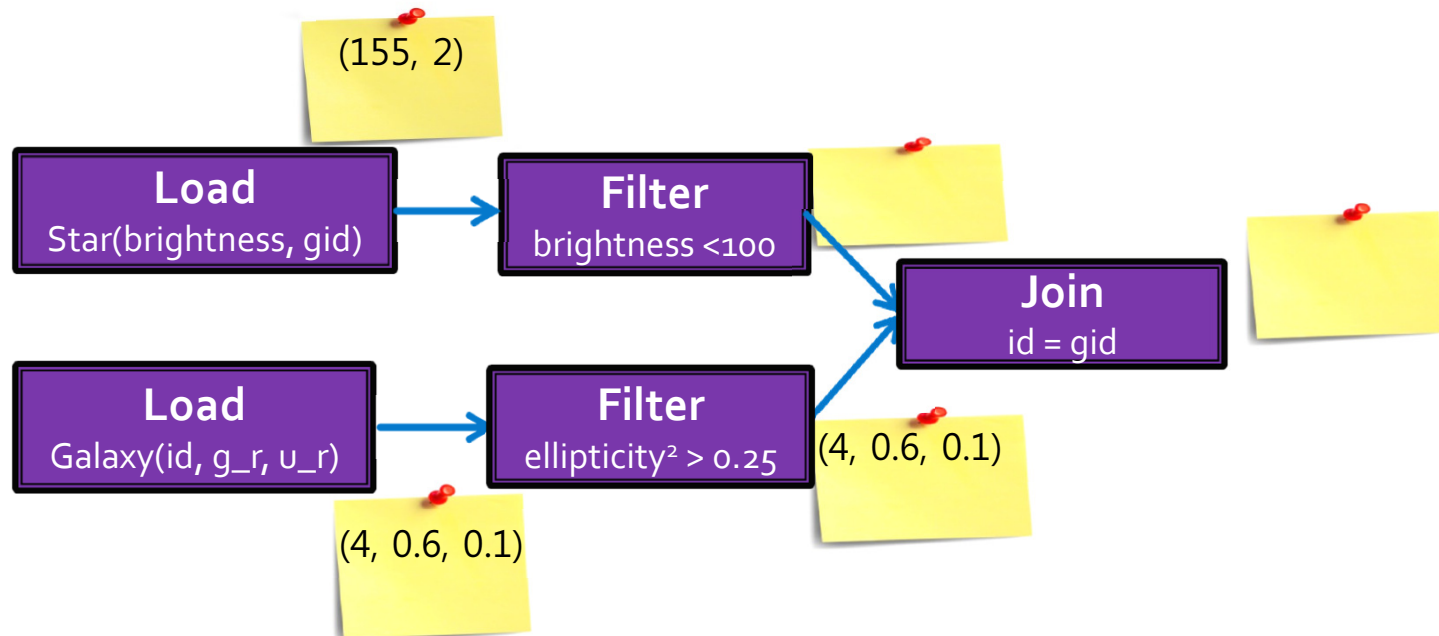 (155, 2)
Load
Star(brightness, gid)
Filter
brightness <100
Join
id = gid
Load
Galaxy(id, g_r, u_r)
Filter
ellipticity² > 0.25
(4, 0.6, 0.1)
(4, 0.6, 0.1)